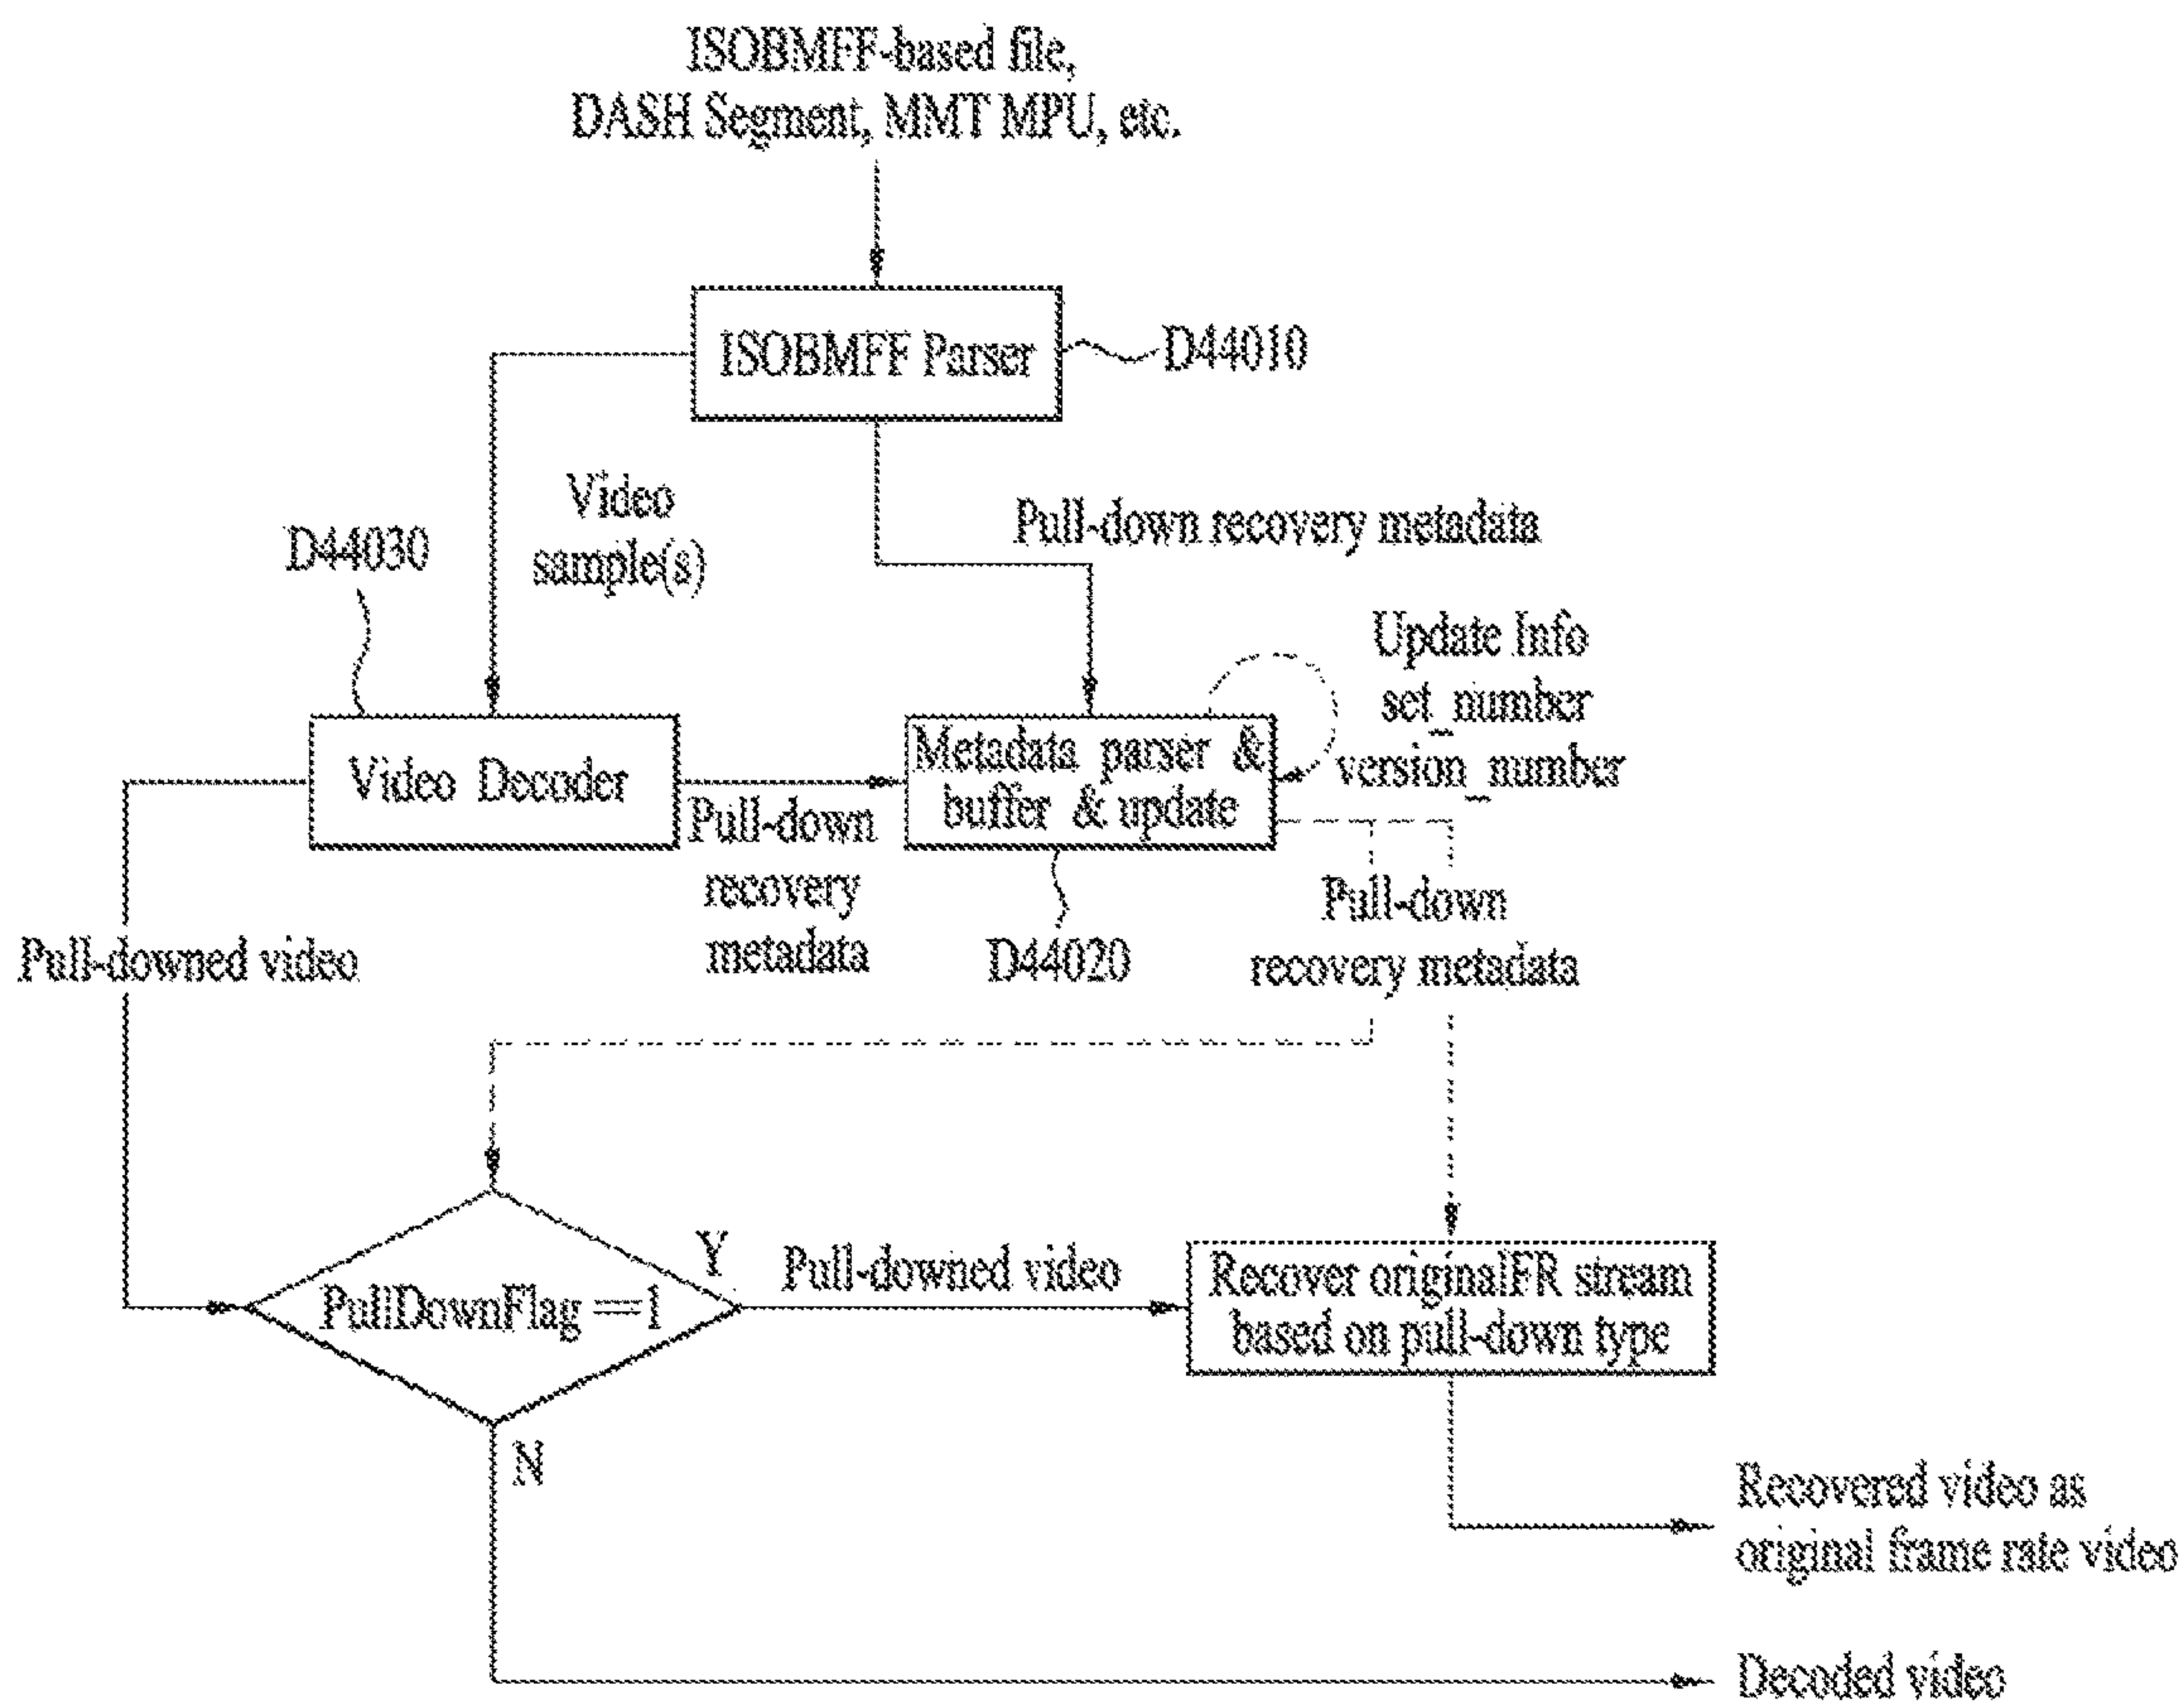 ISOBMFF-based file,
DASH Segment, MMT MPU, etc.
ISOBMFF Parser
D44010
Video
sample(s)
Pull-down recovery metadata
D44030
Update Info
set_number
version_number
Video Decoder
Metadata parser &
buffer & update
Pull-down
recovery
metadata
D44020
Pull-down
recovery metadata
Pull-downed video
PullDownFlag ==1
Y
Pull-downed video
Recover originalFR stream
based on pull-down type
N
Recovered video as
original frame rate video
Decoded video